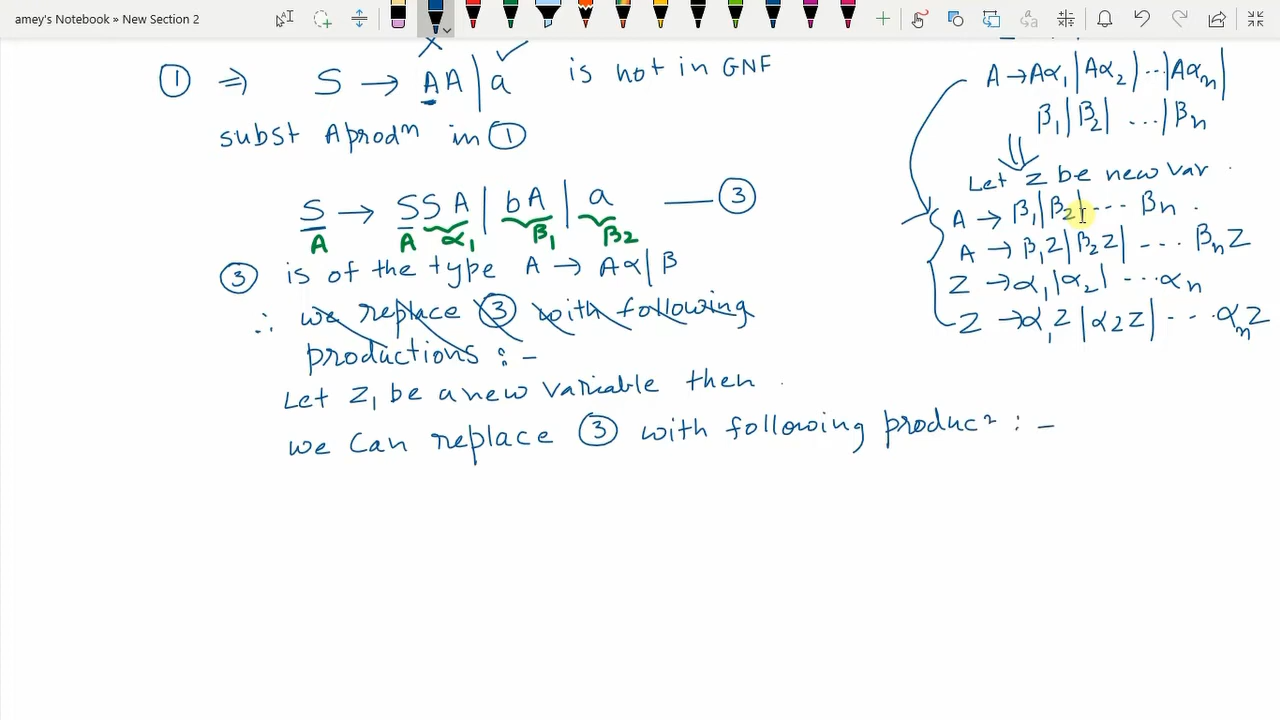 amey's Notebook » New Section 2
① ⇒ S → AA | a is not in GNF
subst A prodⁿ in ①
S → SSA | bA | a —— ③
A A α₁ β₁ β₂
③ is of the type A → Aα | β
∴ we replace ③ with following
productions : –
Let Z₁ be a new variable then
we can replace ③ with following produc² : –
A → Aα₁ | Aα₂ | ... | Aαₙ |
β₁ | β₂ | ... | βₙ
⇓
Let Z be new var
A → β₁ | β₂ | ... βₙ
A → β₁Z | β₂Z | ... βₙZ
Z → α₁ | α₂ | ... αₙ
Z → α₁Z | α₂Z | ... αₙZ